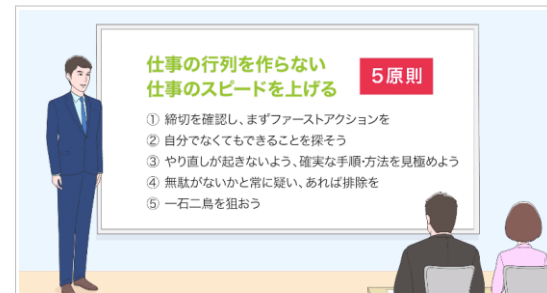 仕事の行列を作らない
仕事のスピードを上げる
5原則
① 締切を確認し、まずファーストアクションを
② 自分でなくてもできることを探そう
③ やり直しが起きないよう、確実な手順・方法を見極めよう
④ 無駄がないかと常に疑い、あれば排除を
⑤ 一石二鳥を狙おう